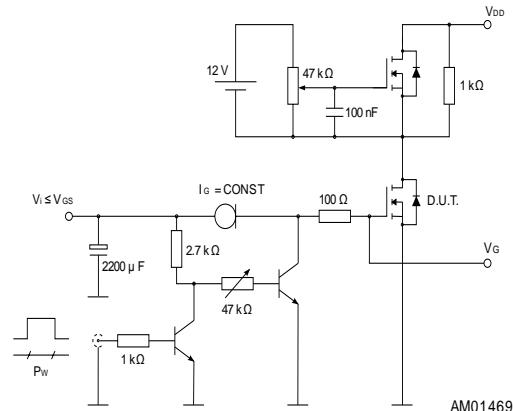 VDD
12 V
47 kΩ
1 kΩ
100 nF
Vi ≤ VGS
IG = CONST
100 Ω
D.U.T.
2.7 kΩ
2200 μF
VG
47 kΩ
1 kΩ
PW
AM01469